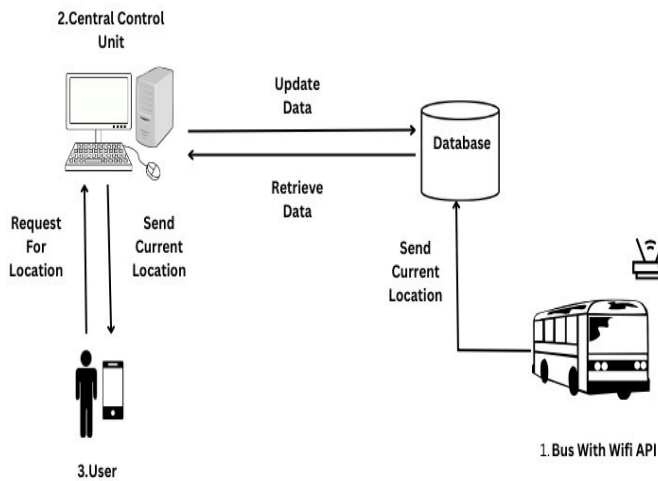 2.Central Control
Unit
Update
Data
Database
Retrieve
Data
Request
For
Location
Send
Current
Location
Send
Current
Location
1.Bus With Wifi API
3.User